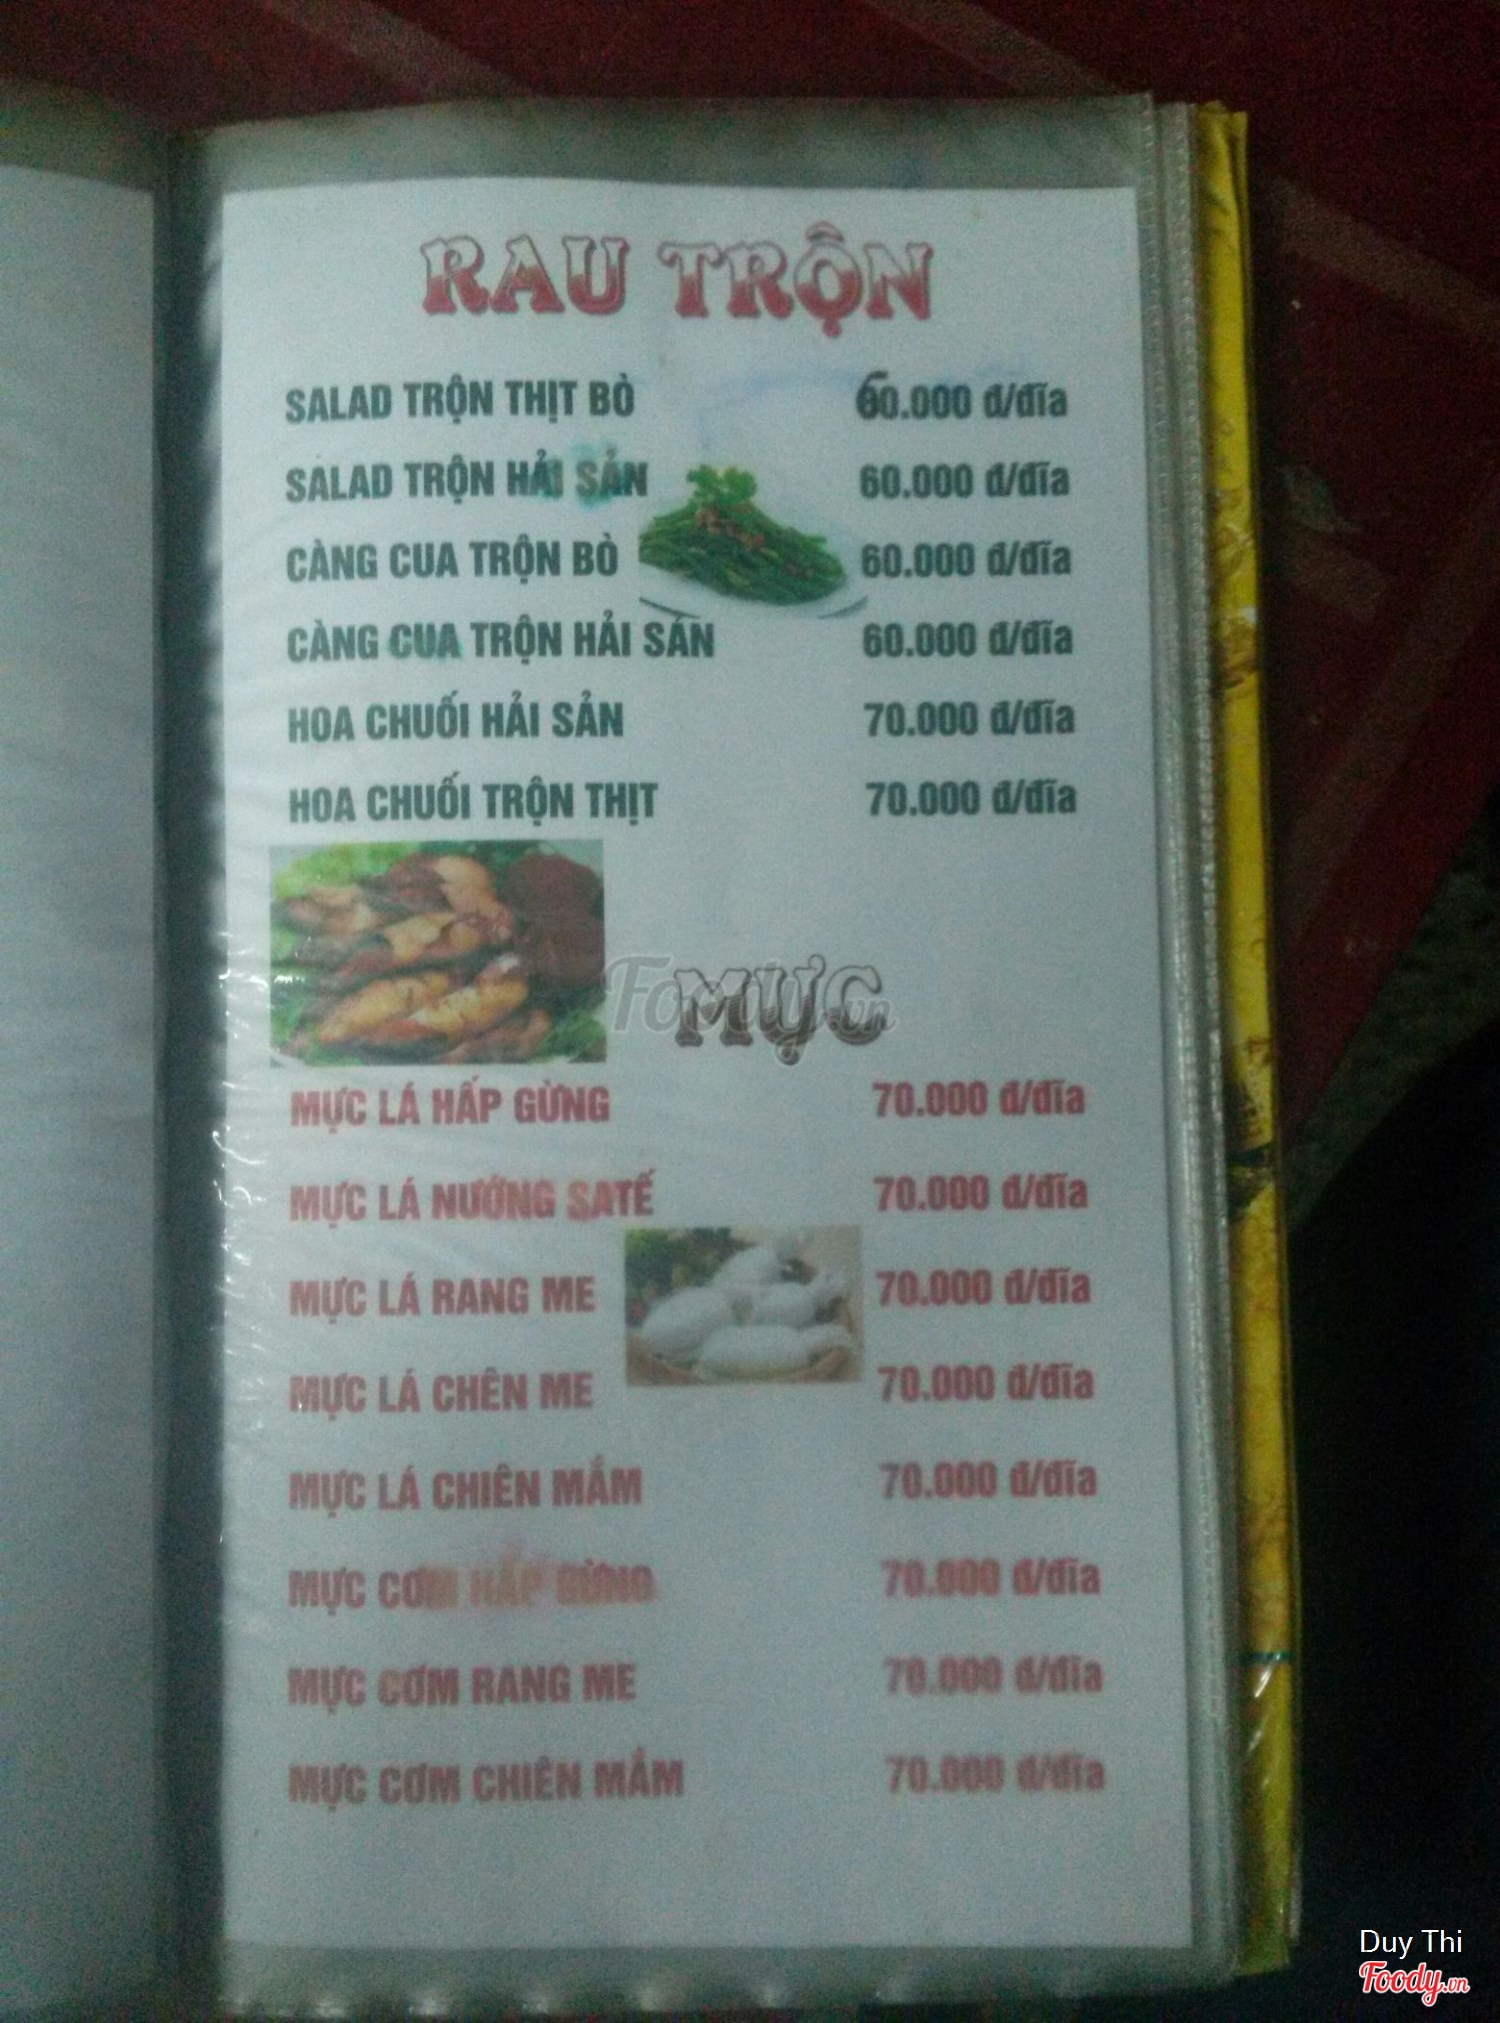 RAU TRỘN
SALAD TRỘN THỊT BÒ 60.000 đ/đĩa
SALAD TRỘN HẢI SẢN 60.000 đ/đĩa
CÀNG CUA TRỘN BÒ 60.000 đ/đĩa
CÀNG CUA TRỘN HẢI SẢN 60.000 đ/đĩa
HOA CHUỐI HẢI SẢN 70.000 đ/đĩa
HOA CHUỐI TRỘN THỊT 70.000 đ/đĩa
Foody.vn
MỰC
MỰC LÁ HẤP GỪNG 70.000 đ/đĩa
MỰC LÁ NƯỚNG SATẾ 70.000 đ/đĩa
MỰC LÁ RANG ME 70.000 đ/đĩa
MỰC LÁ CHÊN ME 70.000 đ/đĩa
MỰC LÁ CHIÊN MẮM 70.000 đ/đĩa
MỰC CƠM HẤP GỪNG 70.000 đ/đĩa
MỰC CƠM RANG ME 70.000 đ/đĩa
MỰC CƠM CHIÊN MẮM 70.000 đ/đĩa
Duy Thi
Foody.vn